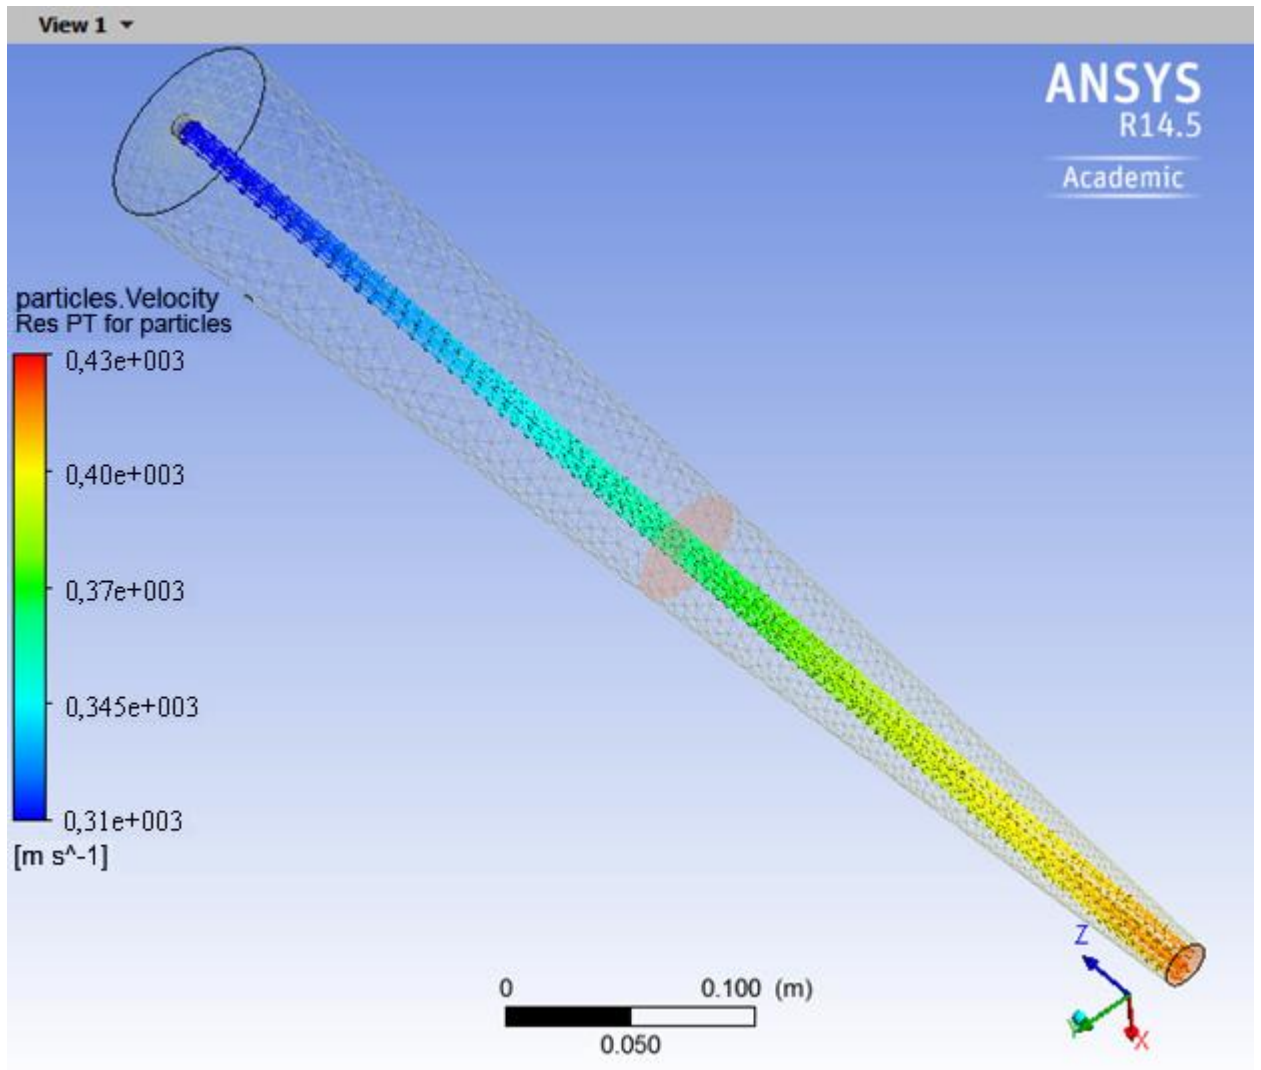 View 1
ANSYS
R14.5
Academic
particles.Velocity
Res PT for particles
0,43e+003
0,40e+003
0,37e+003
0,345e+003
0,31e+003
[m s^-1]
0 0.100 (m)
0.050
Z
Y
X